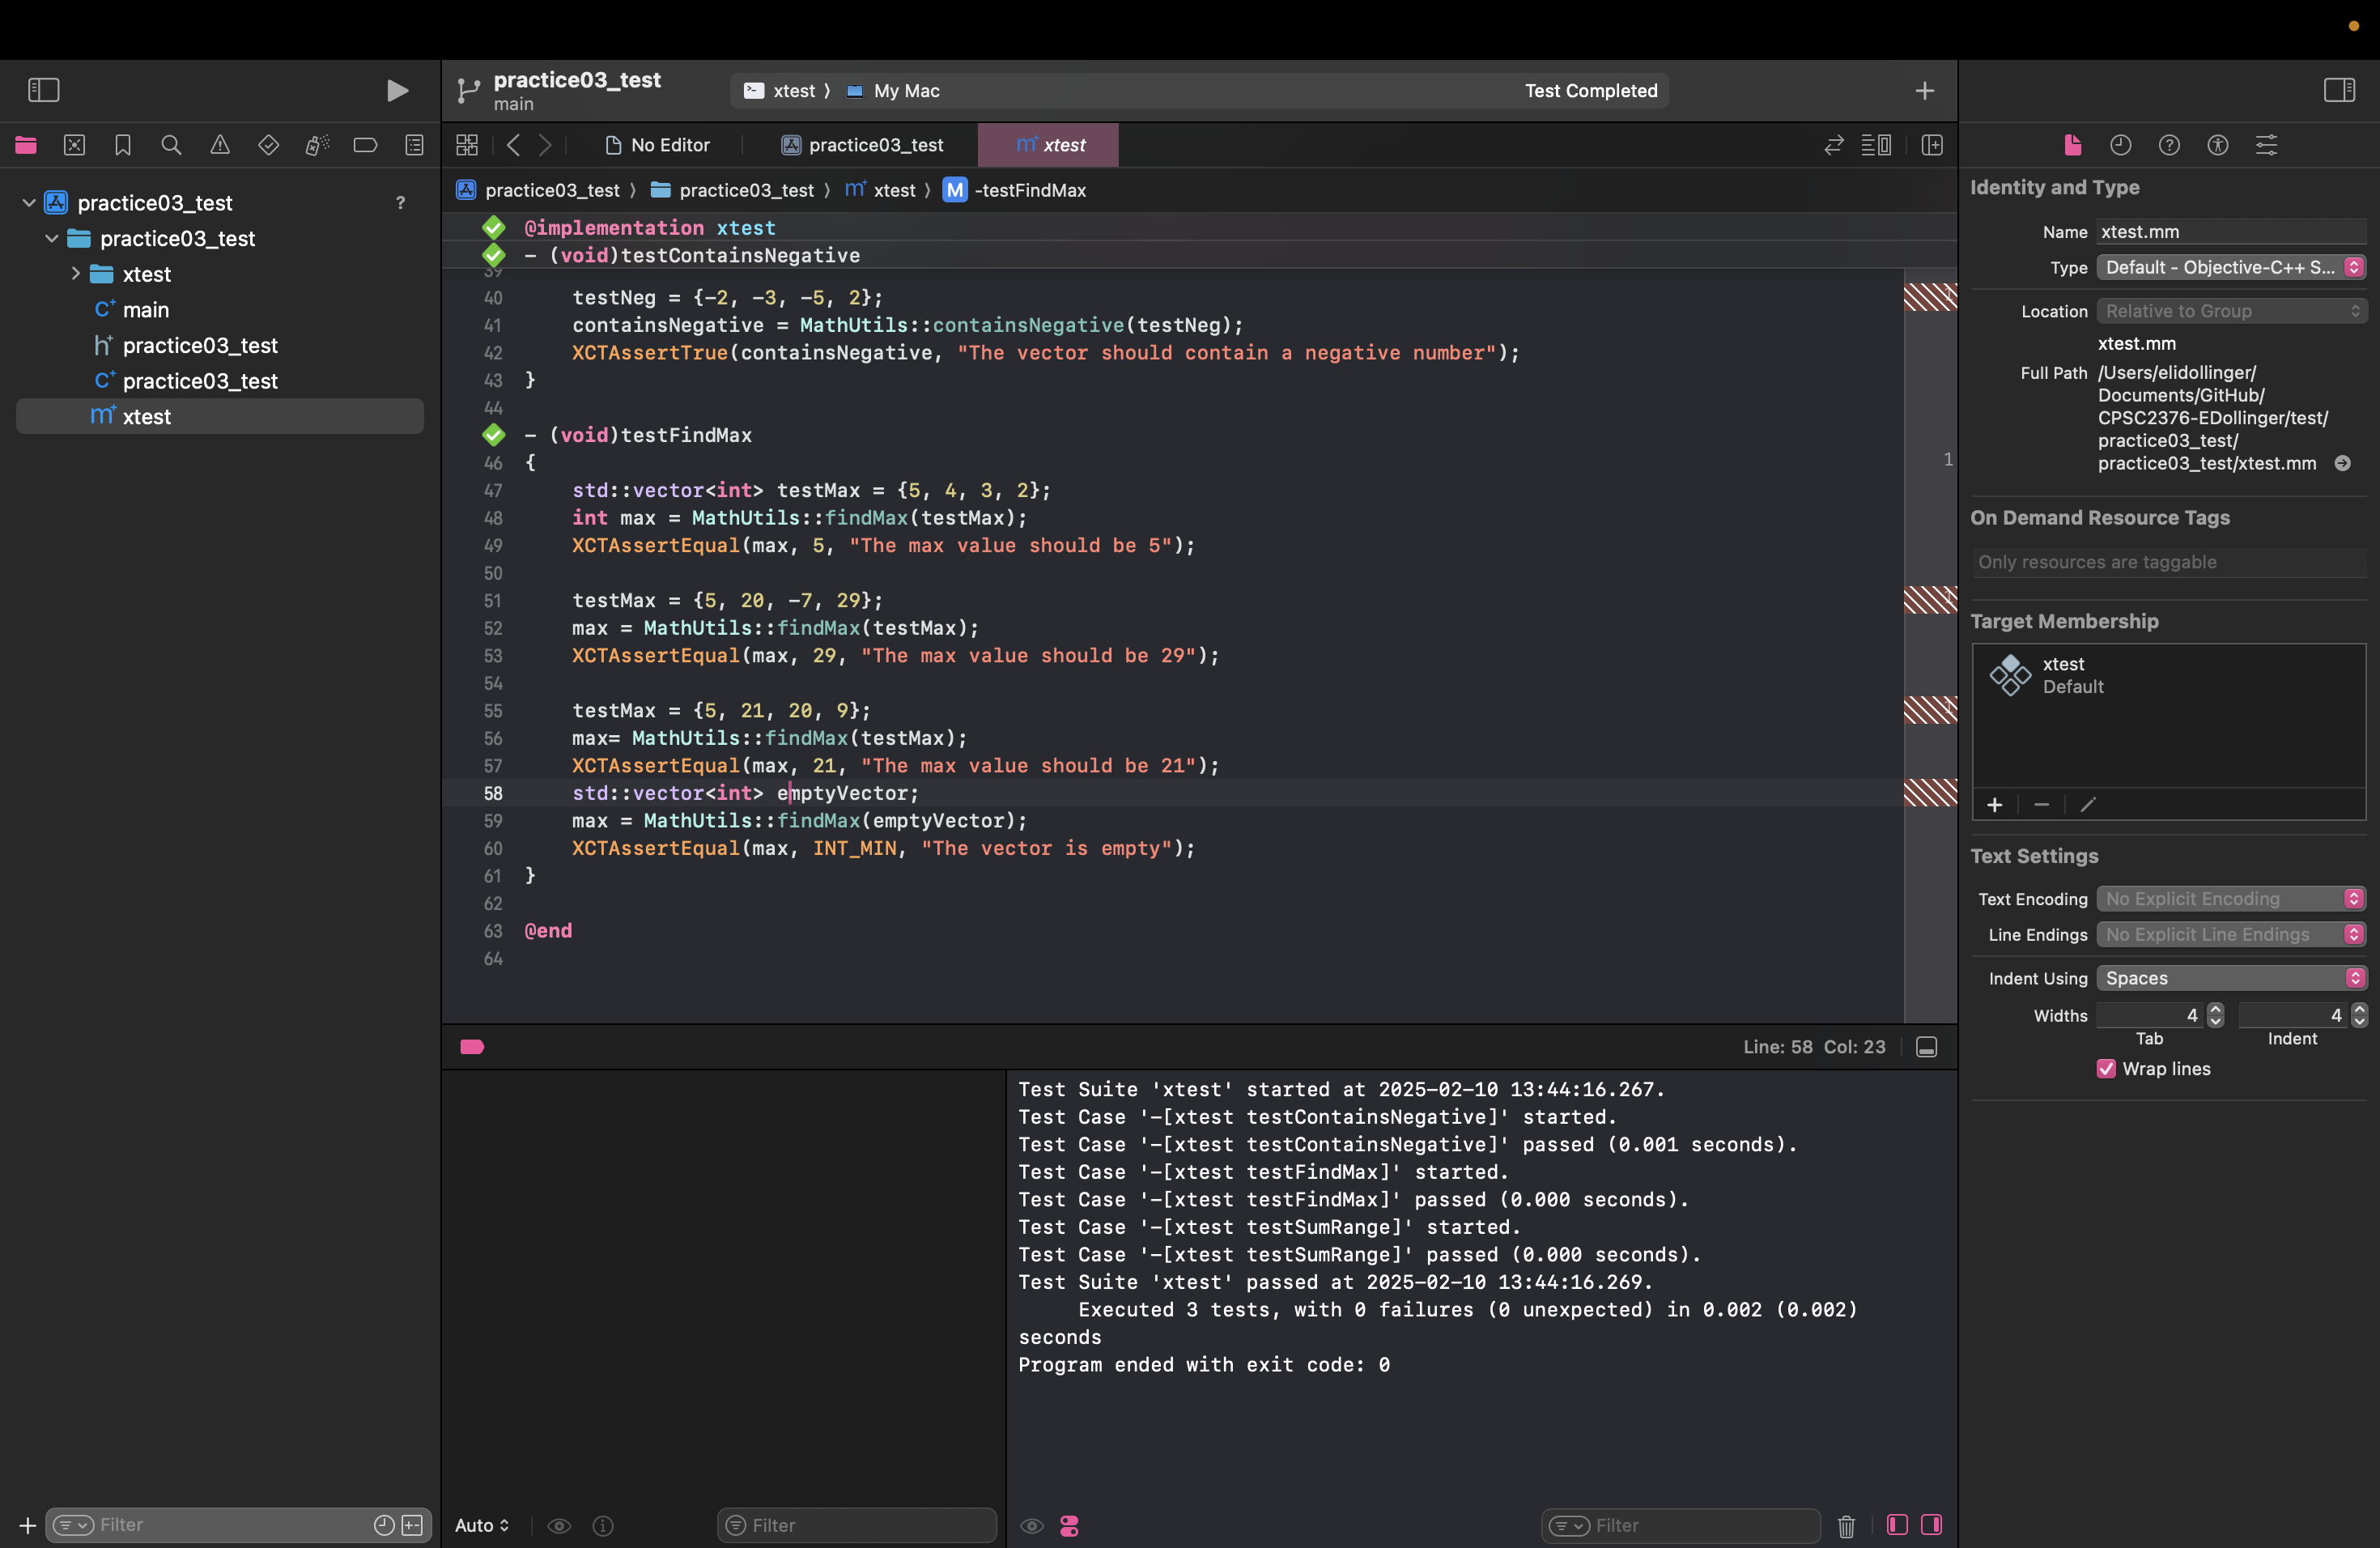 practice03_test
main
xtest 〉 My Mac
Test Completed
No Editor
practice03_test
xtest
practice03_test 〉 practice03_test 〉 xtest 〉 M -testFindMax
practice03_test ?
practice03_test
xtest
main
practice03_test
practice03_test
xtest
@implementation xtest
- (void)testContainsNegative
39
40 testNeg = {-2, -3, -5, 2};
41 containsNegative = MathUtils::containsNegative(testNeg);
42 XCTAssertTrue(containsNegative, "The vector should contain a negative number");
43 }
44
- (void)testFindMax
1
46 {
47 std::vector<int> testMax = {5, 4, 3, 2};
48 int max = MathUtils::findMax(testMax);
49 XCTAssertEqual(max, 5, "The max value should be 5");
50
51 testMax = {5, 20, -7, 29};
52 max = MathUtils::findMax(testMax);
53 XCTAssertEqual(max, 29, "The max value should be 29");
54
55 testMax = {5, 21, 20, 9};
56 max= MathUtils::findMax(testMax);
57 XCTAssertEqual(max, 21, "The max value should be 21");
58 std::vector<int> emptyVector;
59 max = MathUtils::findMax(emptyVector);
60 XCTAssertEqual(max, INT_MIN, "The vector is empty");
61 }
62
63 @end
64
Line: 58 Col: 23
Test Suite 'xtest' started at 2025-02-10 13:44:16.267.
Test Case '-[xtest testContainsNegative]' started.
Test Case '-[xtest testContainsNegative]' passed (0.001 seconds).
Test Case '-[xtest testFindMax]' started.
Test Case '-[xtest testFindMax]' passed (0.000 seconds).
Test Case '-[xtest testSumRange]' started.
Test Case '-[xtest testSumRange]' passed (0.000 seconds).
Test Suite 'xtest' passed at 2025-02-10 13:44:16.269.
Executed 3 tests, with 0 failures (0 unexpected) in 0.002 (0.002)
seconds
Program ended with exit code: 0
Filter
Auto
Filter
Filter
Identity and Type
Name xtest.mm
Type Default - Objective-C++ S...
Location Relative to Group
xtest.mm
Full Path /Users/elidollinger/
Documents/GitHub/
CPSC2376-EDollinger/test/
practice03_test/
practice03_test/xtest.mm
On Demand Resource Tags
Only resources are taggable
Target Membership
xtest
Default
Text Settings
Text Encoding No Explicit Encoding
Line Endings No Explicit Line Endings
Indent Using Spaces
Widths 4 4
Tab Indent
Wrap lines